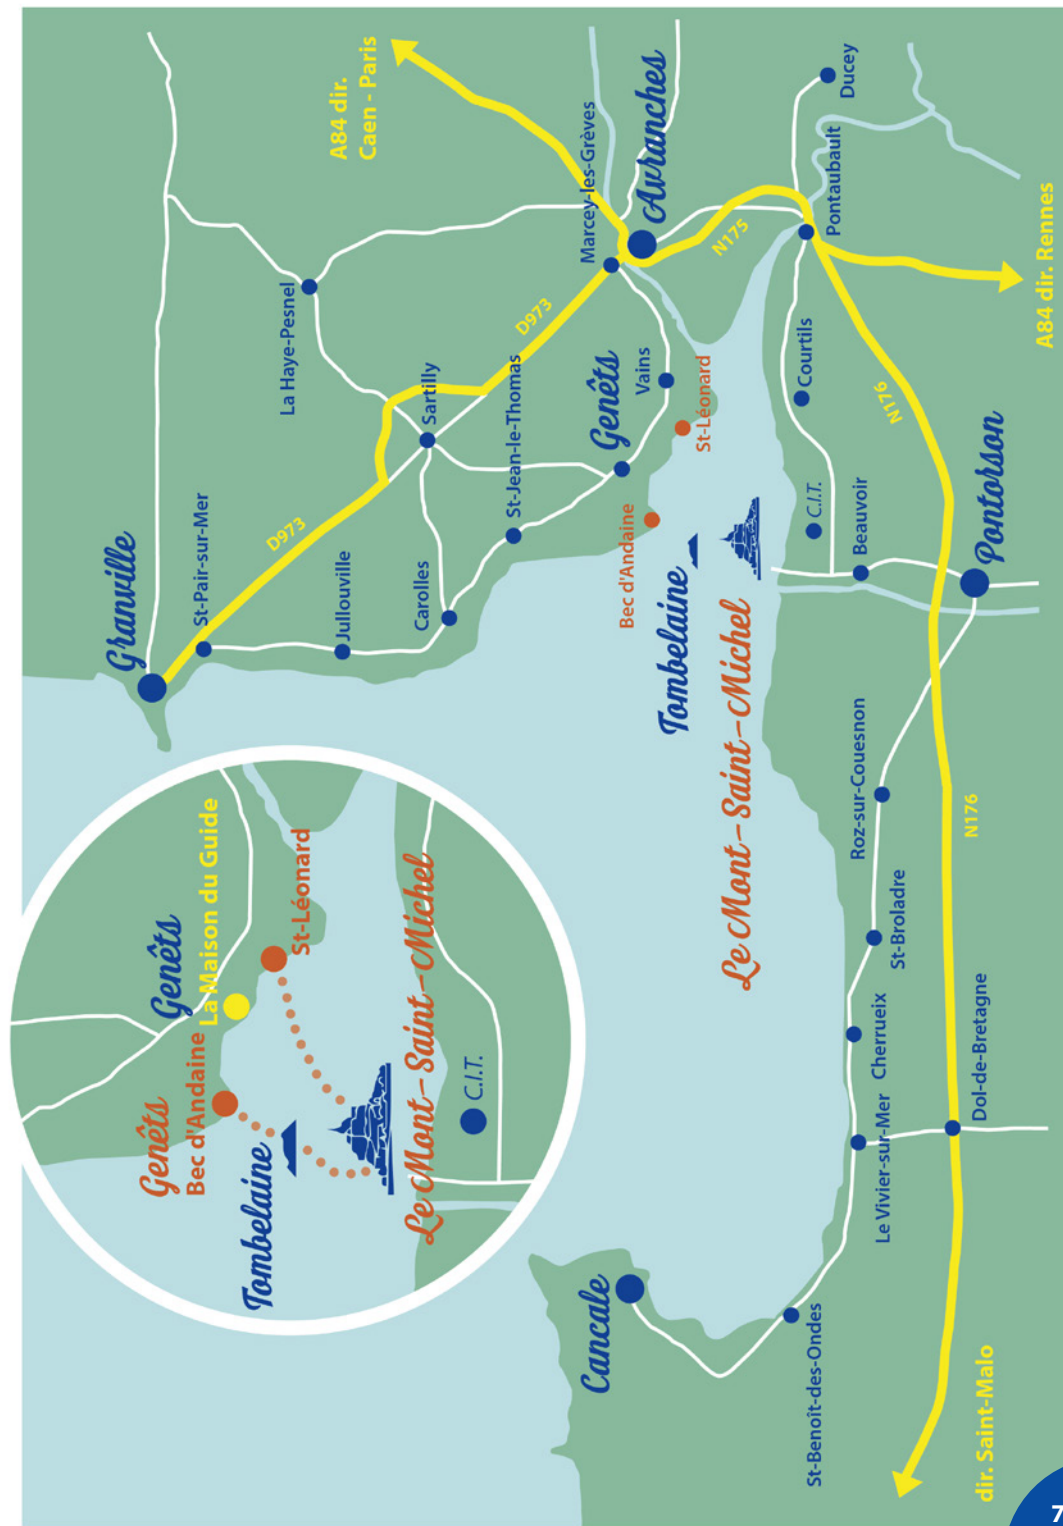 Granville
St-Pair-sur-Mer
D973
Jullouville
La Haye-Pesnel
A84 dir.
Caen - Paris
Carolles
Sartilly
St-Jean-le-Thomas
D973
Marcey-les-Grèves
Avranches
Genêts
Vains
Bec d'Andaine
St-Léonard
N175
Ducey
Pontaubault
Tombelaine
Le Mont-Saint-Michel
C.I.T.
Courtils
Beauvoir
N176
Pontorson
A84 dir. Rennes
Roz-sur-Couesnon
St-Broladre
N176
Cherrueix
Le Vivier-sur-Mer
Dol-de-Bretagne
Cancale
St-Benoît-des-Ondes
dir. Saint-Malo
Genêts
Bec d'Andaine
Genêts
La Maison du Guide
St-Léonard
Tombelaine
Le Mont-Saint-Michel
C.I.T.
7